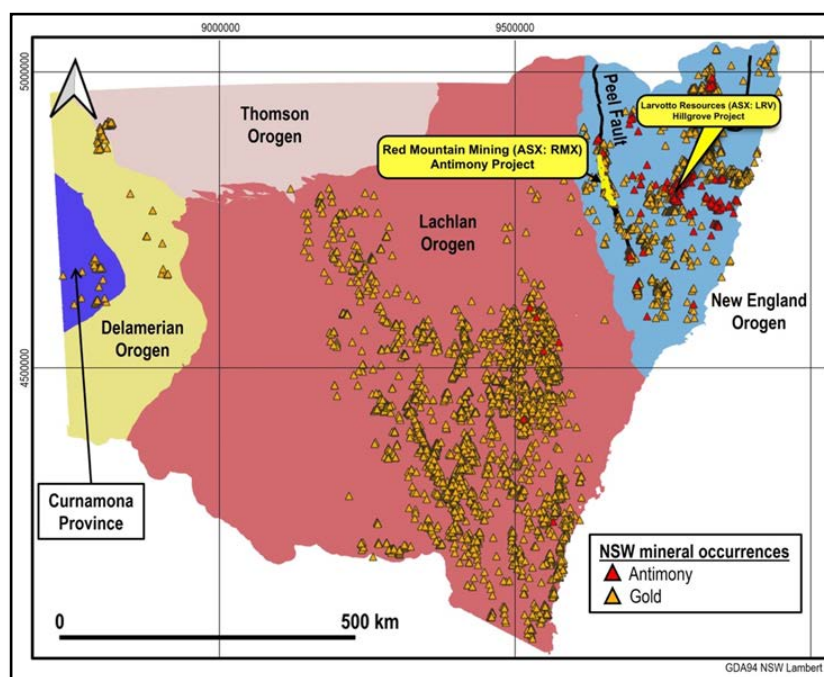 9000000
9500000
5000000
4500000
Thomson
Orogen
Peel Fault
Larvotto Resources (ASX: LRV)
Hillgrove Project
Red Mountain Mining (ASX: RMX)
Antimony Project
Lachlan
Orogen
New England
Orogen
Delamerian
Orogen
Curnamona
Province
NSW mineral occurrences
Antimony
Gold
0
500 km
GDA94 NSW Lambert